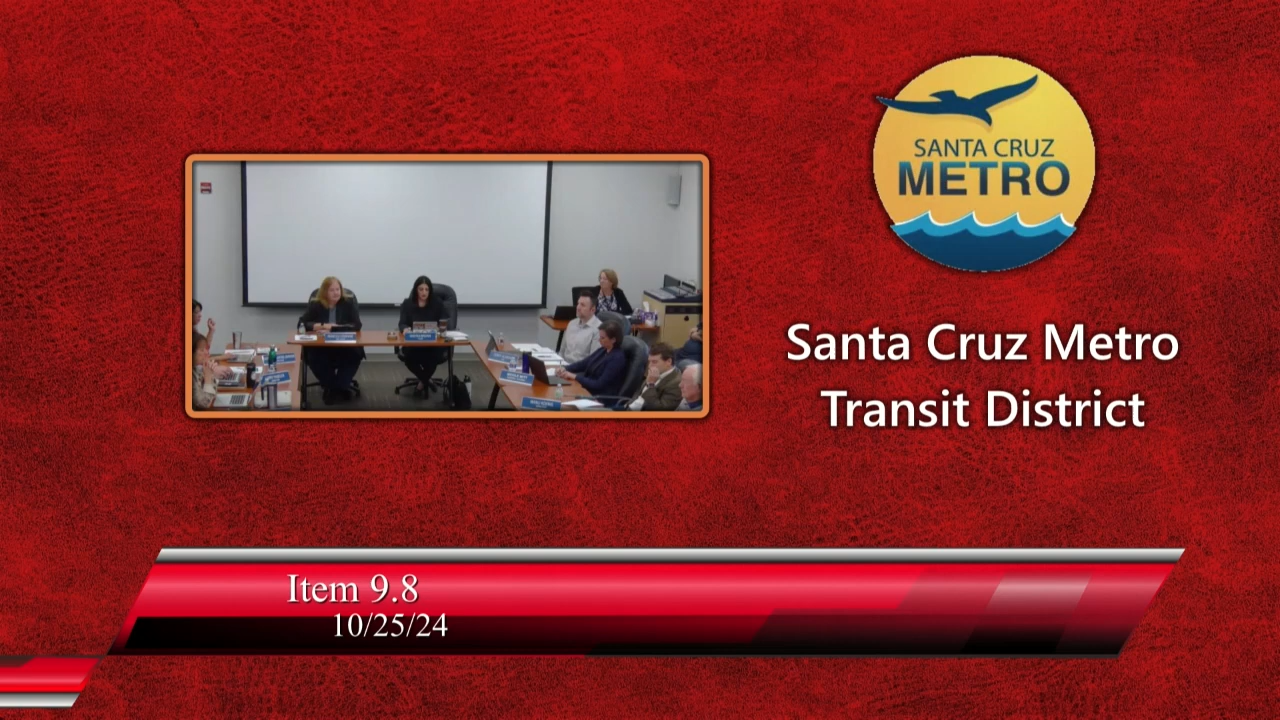 SANTA CRUZ
METRO
Santa Cruz Metro
Transit District
Item 9.8
10/25/24